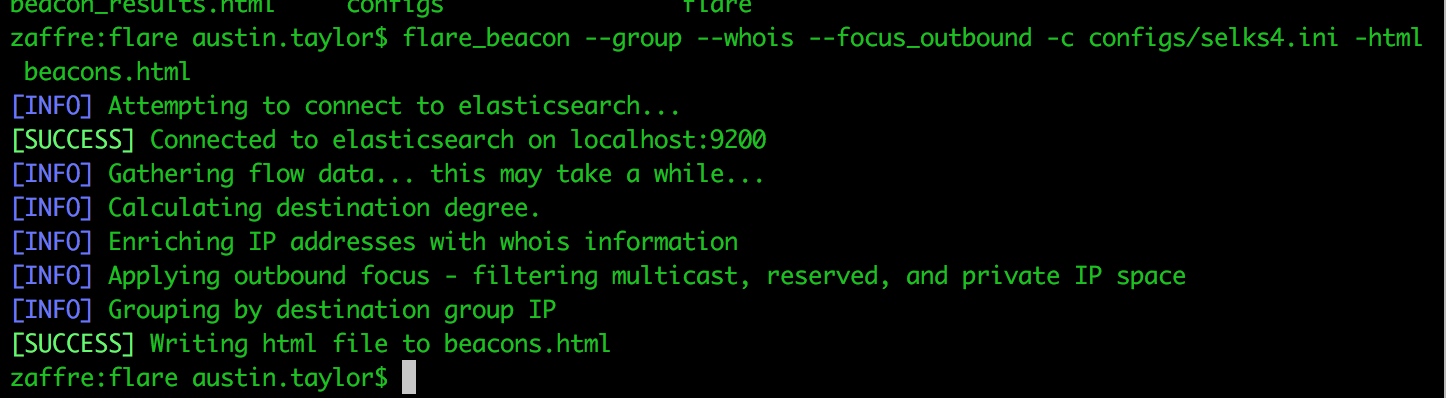 beacon_results.html configs flare
zaffre:flare austin.taylor$ flare_beacon --group --whois --focus_outbound -c configs/selks4.ini -html
beacons.html
[INFO] Attempting to connect to elasticsearch...
[SUCCESS] Connected to elasticsearch on localhost:9200
[INFO] Gathering flow data... this may take a while...
[INFO] Calculating destination degree.
[INFO] Enriching IP addresses with whois information
[INFO] Applying outbound focus - filtering multicast, reserved, and private IP space
[INFO] Grouping by destination group IP
[SUCCESS] Writing html file to beacons.html
zaffre:flare austin.taylor$